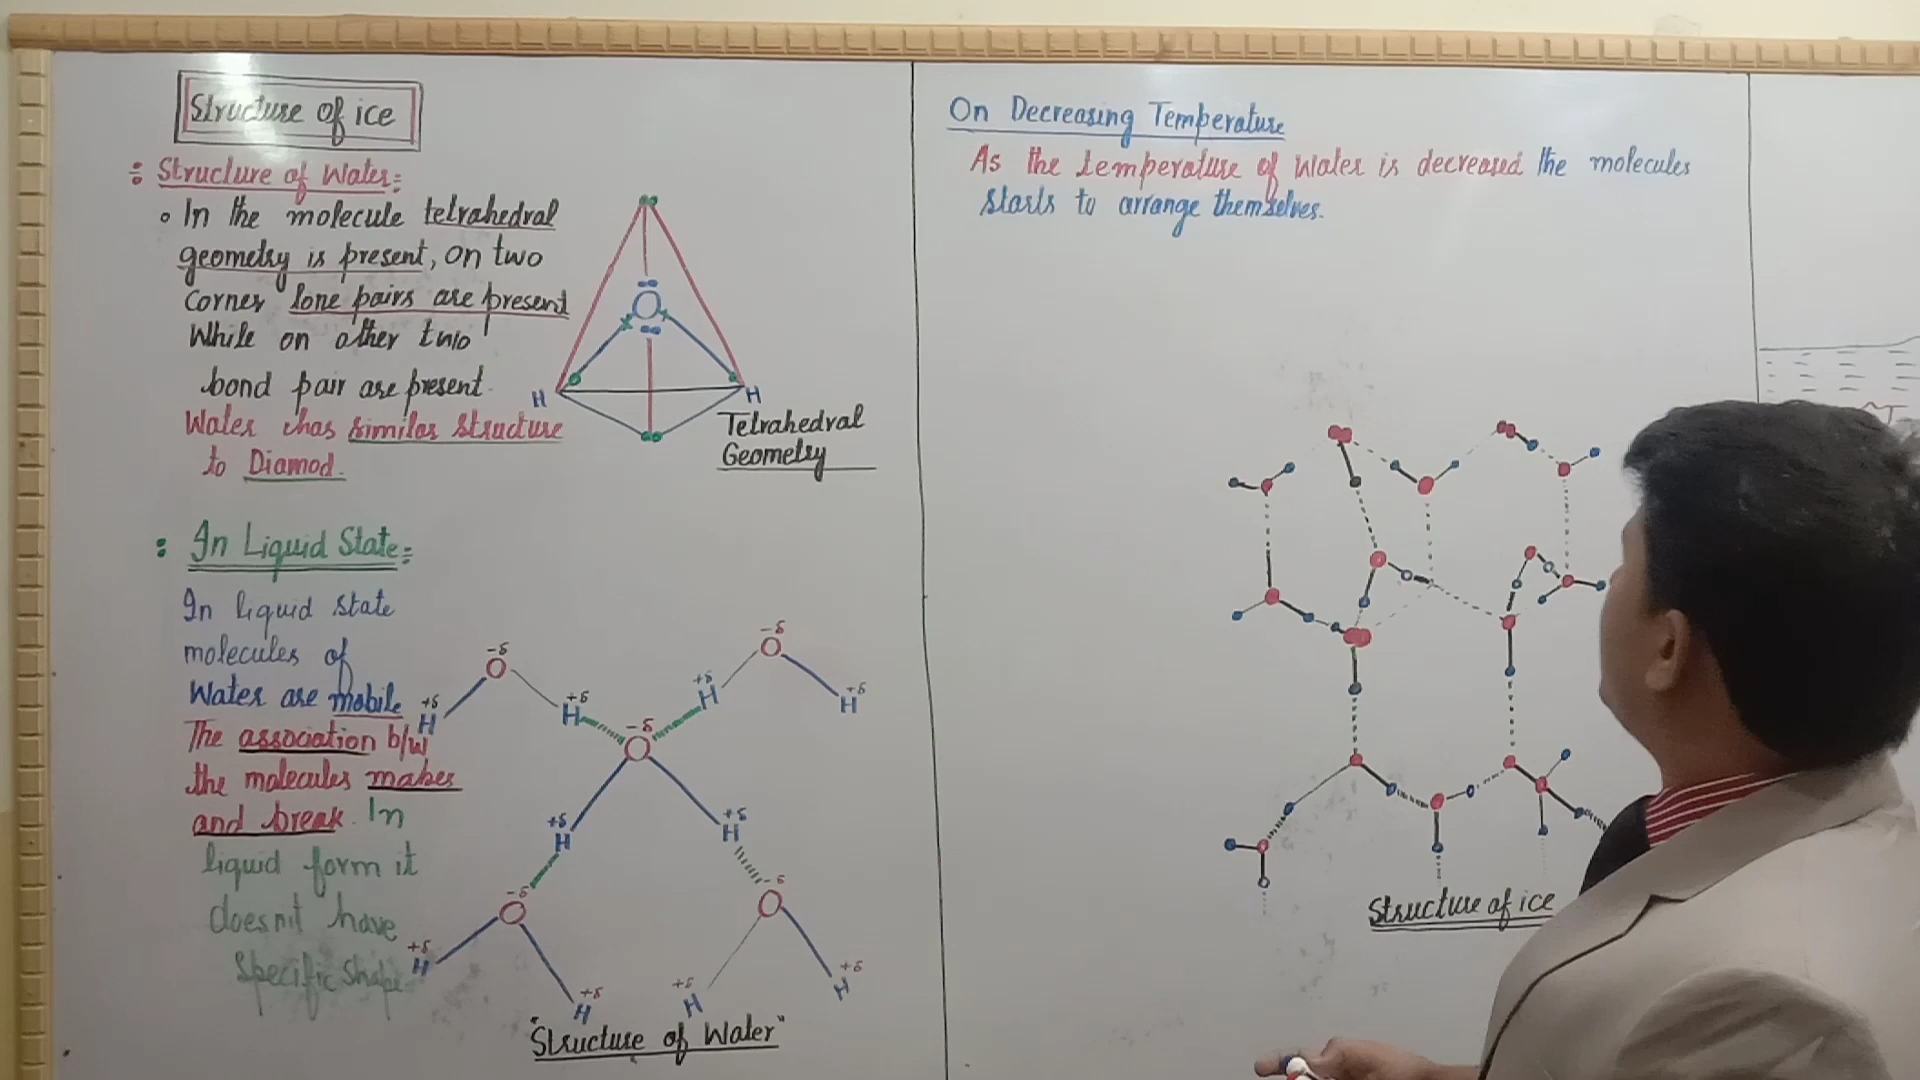 Structure of ice
: Structure of Water:
• In the molecule tetrahedral
geometry is present, on two
corner lone pairs are present
While on other two
bond pair are present.
Water has similar structure
to Diamod.
O
H
H
Tetrahedral
Geometry
: In Liquid State:
In liquid state
molecules of
Water are mobile
The association b/w
the molecules makes
and break. In
liquid form it
doesn't have
Specific shape
-δ
O
+δ
H
+δ
H
-δ
O
+δ
H
+δ
H
-δ
O
+δ
H
+δ
H
-δ
O
+δ
H
+δ
H
-δ
O
+δ
H
+δ
H
"Structure of Water"
On Decreasing Temperature
As the temperature of water is decreased the molecules
starts to arrange themselves.
Structure of ice